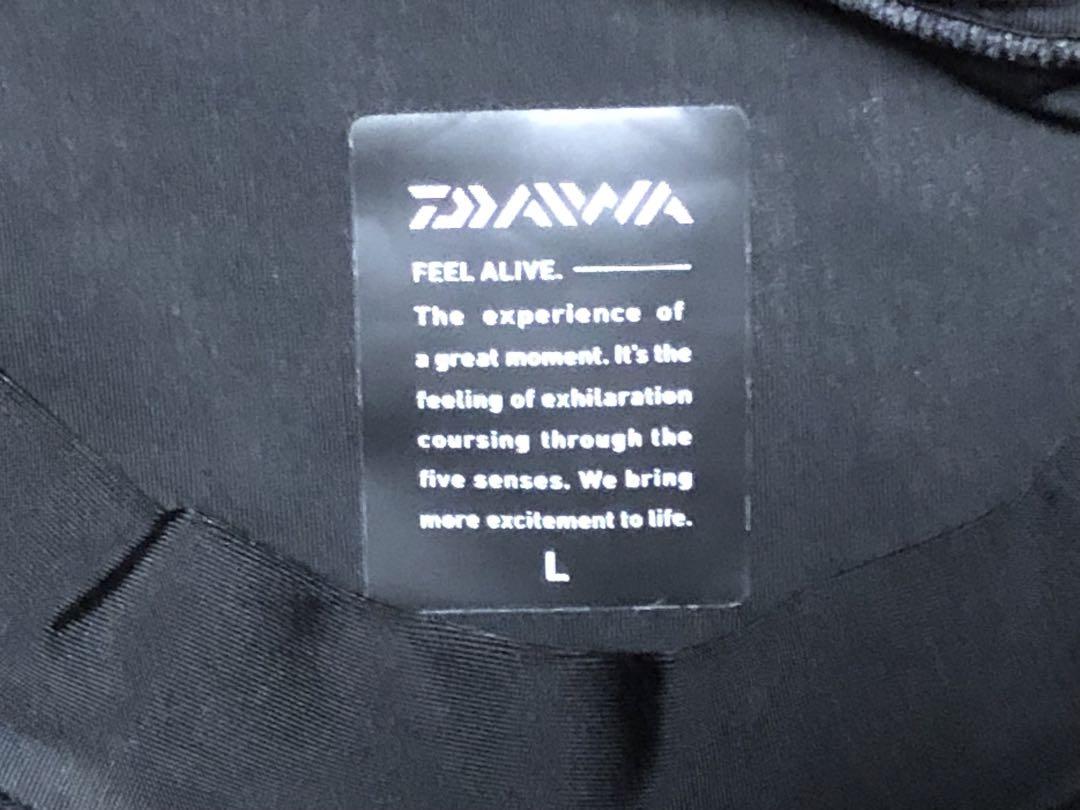 DAIWA
FEEL ALIVE.
The experience of
a great moment. It's the
feeling of exhilaration
coursing through the
five senses. We bring
more excitement to life.
L